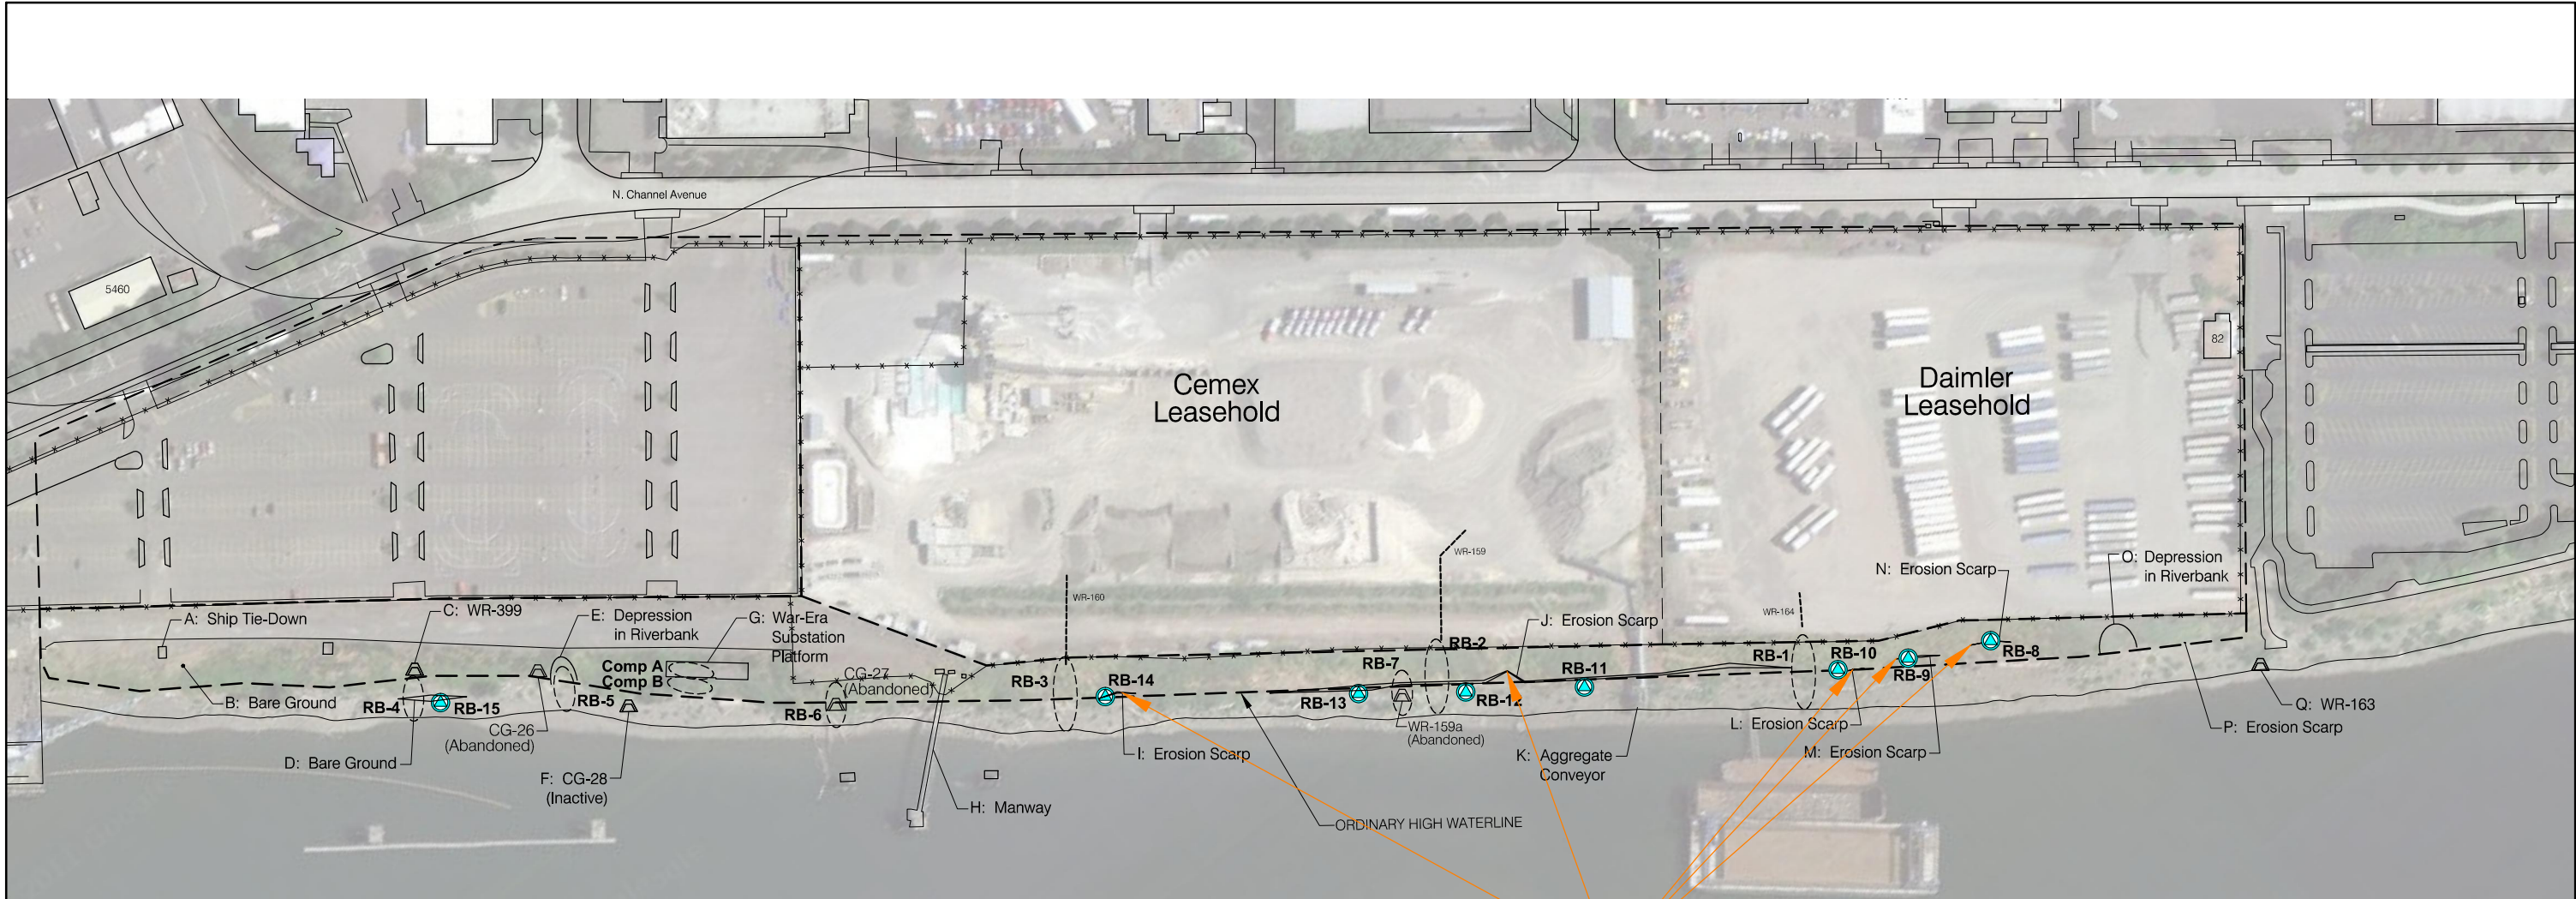 N. Channel Avenue
5460
82
Cemex
Leasehold
Daimler
Leasehold
WR-159
WR-160
WR-164
N: Erosion Scarp
O: Depression
in Riverbank
A: Ship Tie-Down
C: WR-399
E: Depression
in Riverbank
G: War-Era
Substation
Platform
J: Erosion Scarp
Comp A
Comp B
CG-27
(Abandoned)
RB-3
RB-14
RB-7
RB-2
RB-11
RB-1
RB-10
RB-9
RB-8
B: Bare Ground
RB-4
RB-15
RB-5
RB-6
RB-13
RB-12
CG-26
(Abandoned)
WR-159a
(Abandoned)
L: Erosion Scarp
Q: WR-163
P: Erosion Scarp
D: Bare Ground
F: CG-28
(Inactive)
I: Erosion Scarp
K: Aggregate
Conveyor
M: Erosion Scarp
H: Manway
ORDINARY HIGH WATERLINE